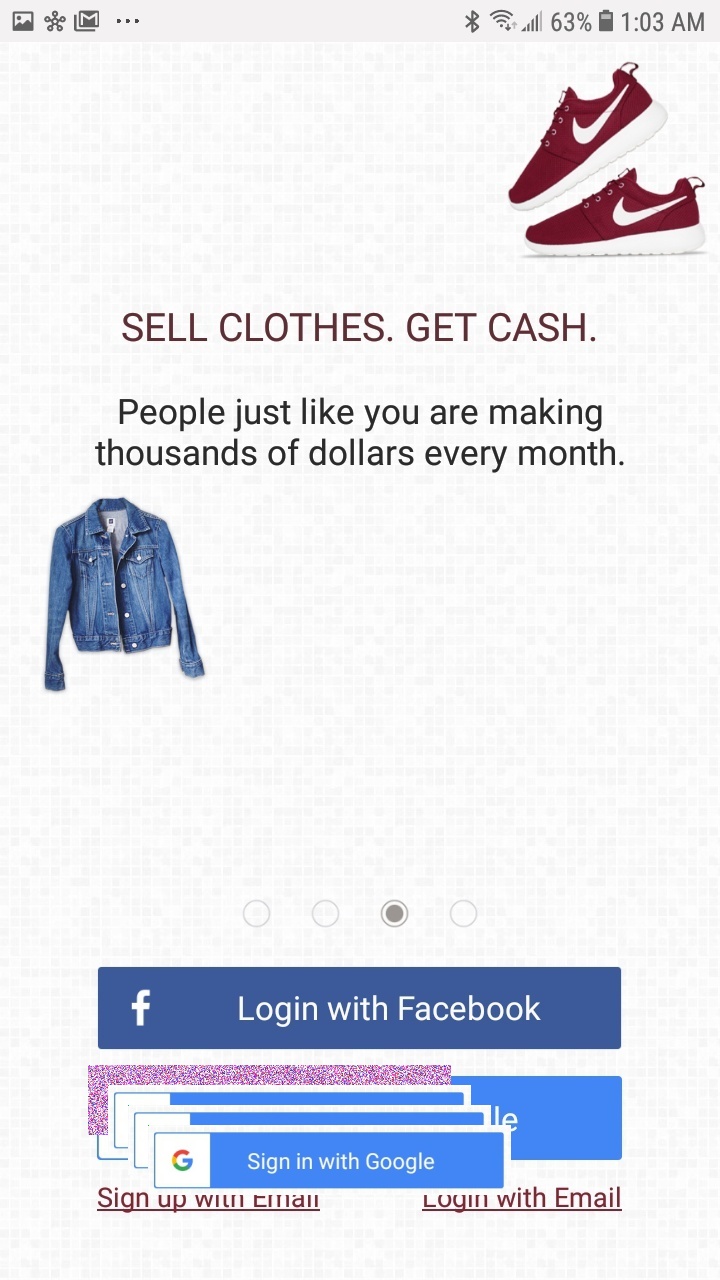 63% 1:03 AM
SELL CLOTHES. GET CASH.
People just like you are making
thousands of dollars every month.
Login with Facebook
le
Sign in with Google
Sign up with Email Login with Email